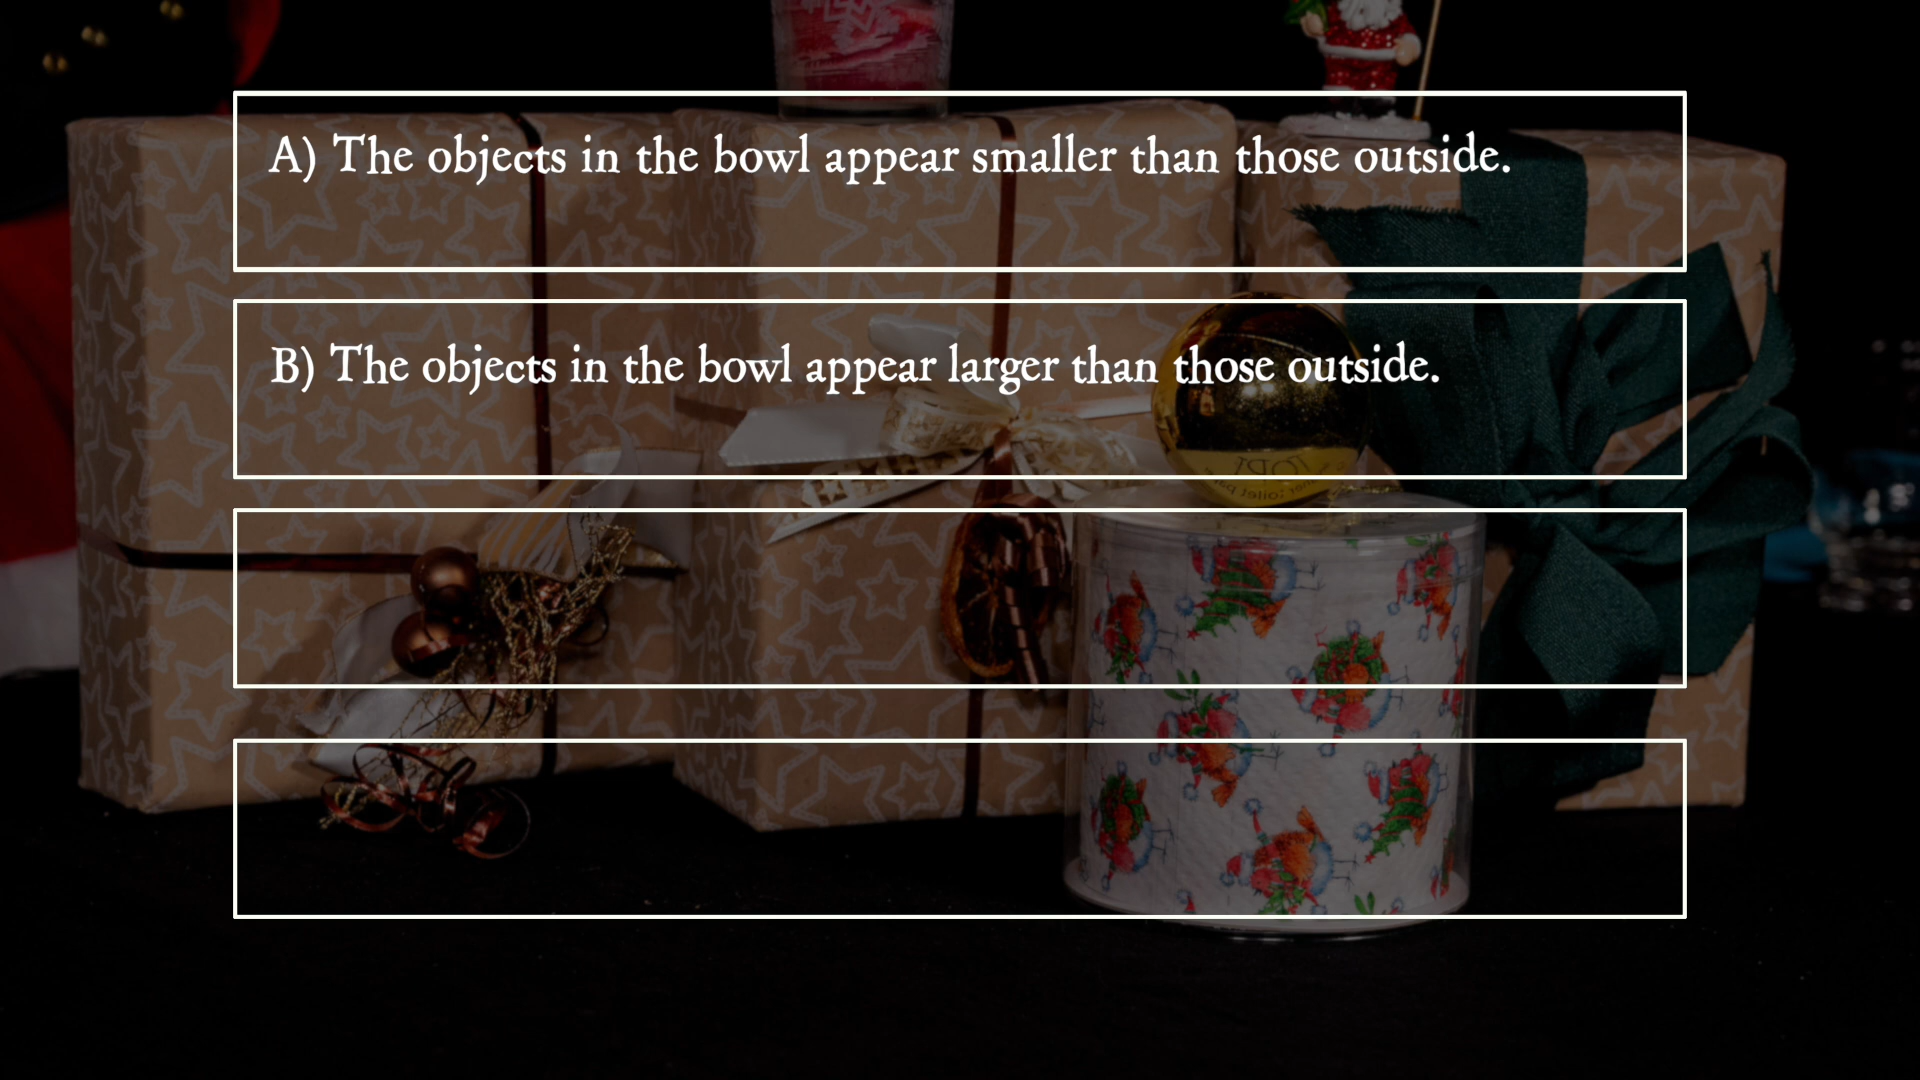 A) The objects in the bowl appear smaller than those outside.
B) The objects in the bowl appear larger than those outside.